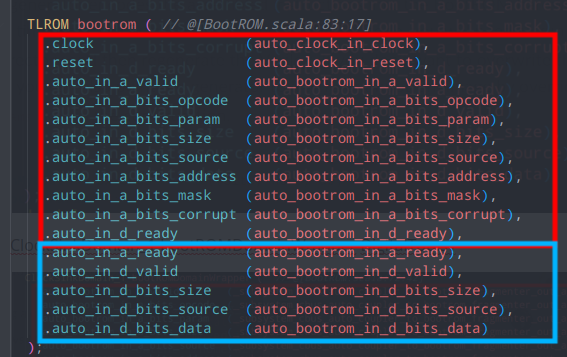 TLROM bootrom ( // @[BootROM.scala:83:17]
.clock (auto_clock_in_clock),
.reset (auto_clock_in_reset),
.auto_in_a_valid (auto_bootrom_in_a_valid),
.auto_in_a_bits_opcode (auto_bootrom_in_a_bits_opcode),
.auto_in_a_bits_param (auto_bootrom_in_a_bits_param),
.auto_in_a_bits_size (auto_bootrom_in_a_bits_size),
.auto_in_a_bits_source (auto_bootrom_in_a_bits_source),
.auto_in_a_bits_address (auto_bootrom_in_a_bits_address),
.auto_in_a_bits_mask (auto_bootrom_in_a_bits_mask),
.auto_in_a_bits_corrupt (auto_bootrom_in_a_bits_corrupt),
.auto_in_d_ready (auto_bootrom_in_d_ready),
.auto_in_a_ready (auto_bootrom_in_a_ready),
.auto_in_d_valid (auto_bootrom_in_d_valid),
.auto_in_d_bits_size (auto_bootrom_in_d_bits_size),
.auto_in_d_bits_source (auto_bootrom_in_d_bits_source),
.auto_in_d_bits_data (auto_bootrom_in_d_bits_data)
);